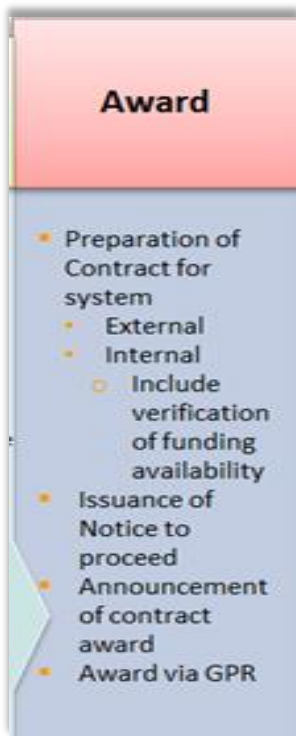 Award
Preparation of
Contract for
system
External
Internal
Include
verification
of funding
availability
Issuance of
Notice to
proceed
Announcement
of contract
award
Award via GPR